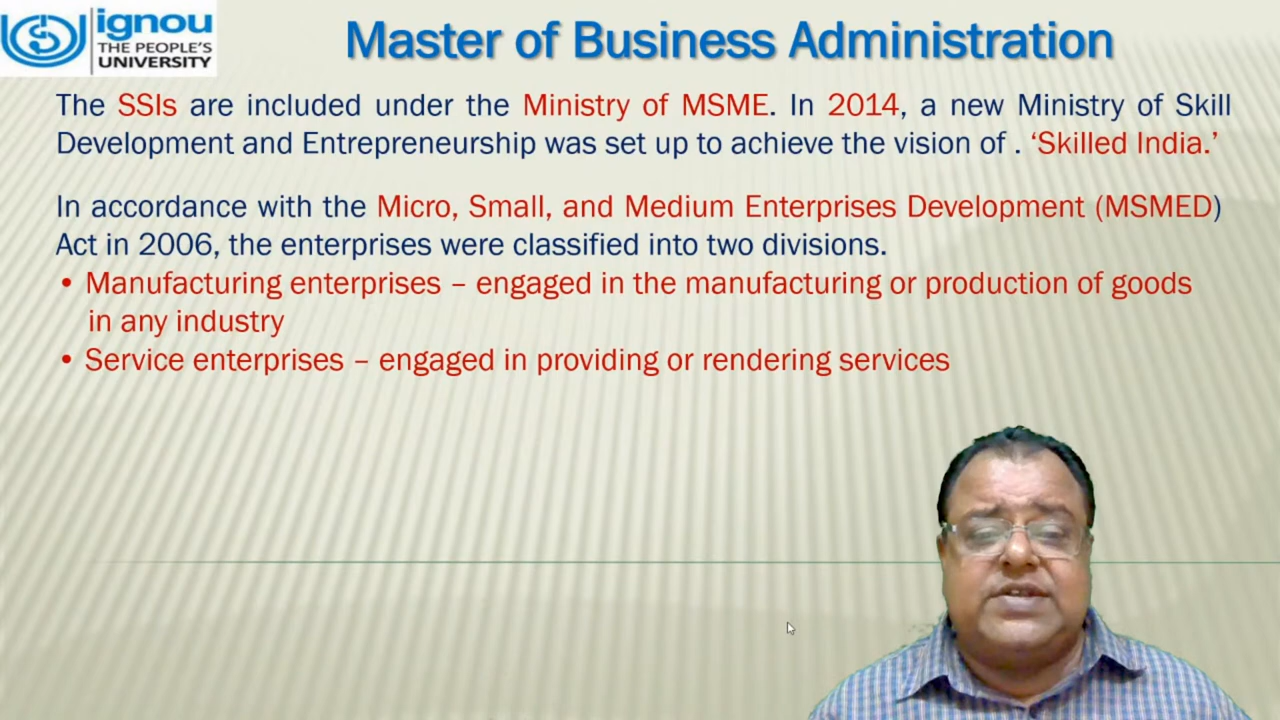 ignou
THE PEOPLE'S
UNIVERSITY
Master of Business Administration
The SSIs are included under the Ministry of MSME. In 2014, a new Ministry of Skill
Development and Entrepreneurship was set up to achieve the vision of . ‘Skilled India.’
In accordance with the Micro, Small, and Medium Enterprises Development (MSMED)
Act in 2006, the enterprises were classified into two divisions.
• Manufacturing enterprises – engaged in the manufacturing or production of goods
in any industry
• Service enterprises – engaged in providing or rendering services